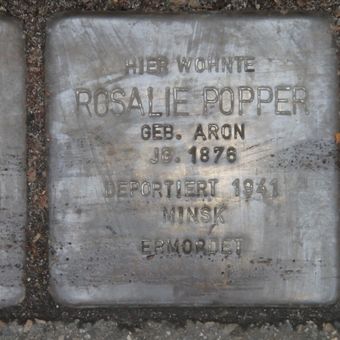 HIER WOHNTE
ROSALIE POPPER
GEB. ARON
JG. 1876
DEPORTIERT 1941
MINSK
ERMORDET